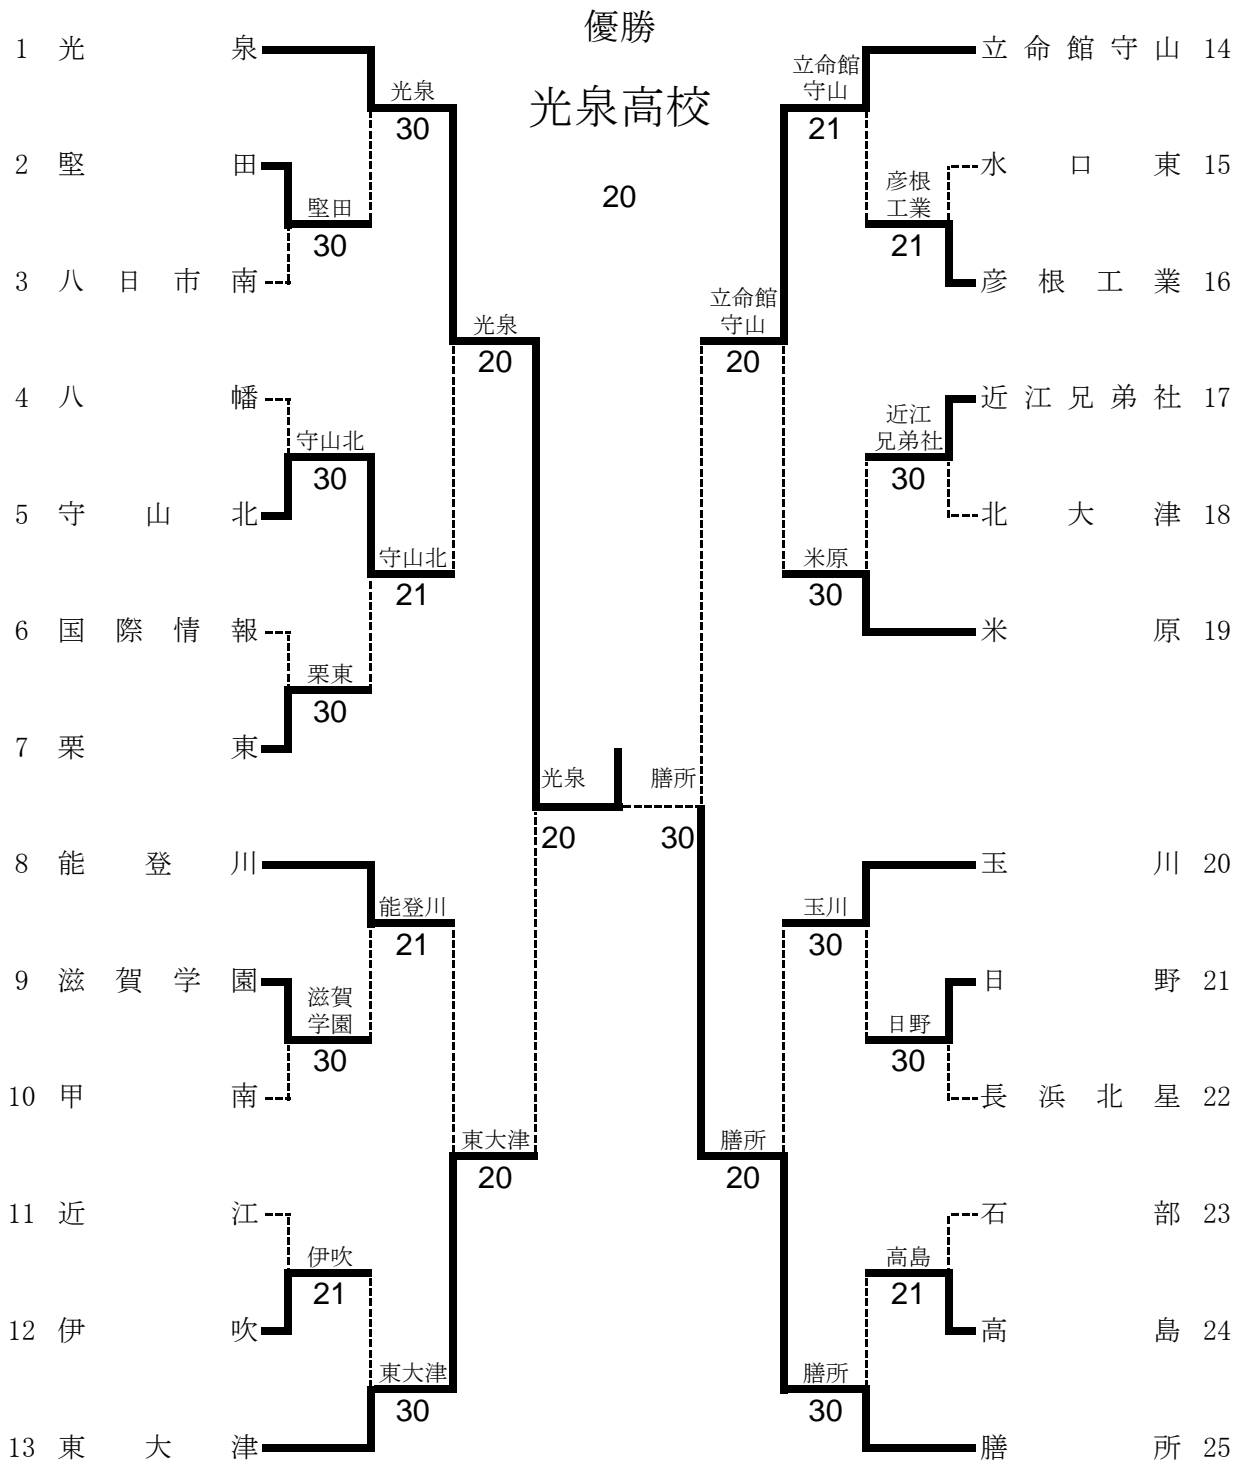 優勝
光泉高校
20
1 光泉
2 堅田
3 八日市南
4 八幡
5 守山北
6 国際情報
7 栗東
8 能登川
9 滋賀学園
10 甲南
11 近江
12 伊吹
13 東大津
光泉
30
堅田
30
光泉
20
守山北
30
守山北
21
栗東
30
光泉
20
能登川
21
滋賀
学園
30
東大津
20
伊吹
21
東大津
30
立命館
守山
21
彦根
工業
21
立命館
守山
20
近江
兄弟社
30
米原
30
膳所
30
玉川
30
日野
30
膳所
20
高島
21
膳所
30
立命館守山 14
水口東 15
彦根工業 16
近江兄弟社 17
北大津 18
米原 19
玉川 20
日野 21
長浜北星 22
石部 23
高島 24
膳所 25